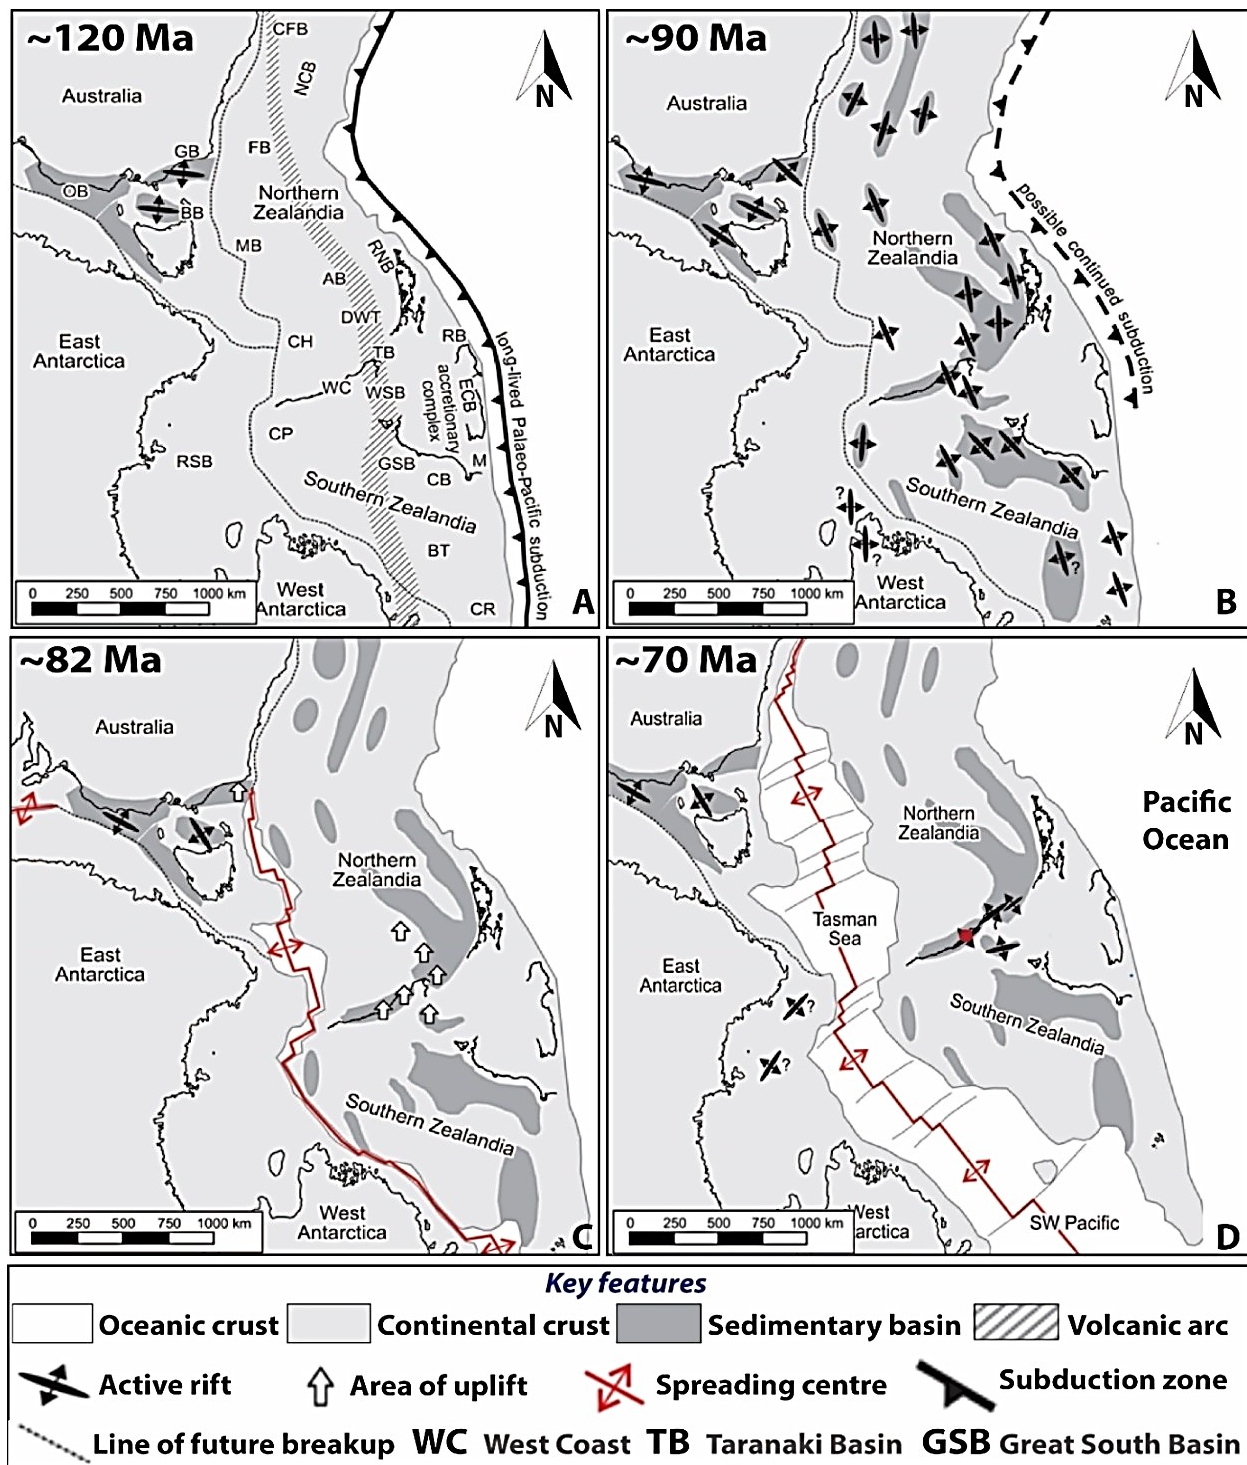 ~120 Ma
CFB
NCB
N
Australia
GB
FB
OB
BB
Northern
Zealandia
MB
RNB
AB
DWT
East
Antarctica
CH
RB
TB
WC
WSB
ECB
accretionary
complex
CP
RSB
GSB
M
CB
Southern Zealandia
BT
West
Antarctica
CR
long-lived Palaeo-Pacific subduction
0 250 500 750 1000 km
A
~90 Ma
N
Australia
possible continued subduction
Northern
Zealandia
East
Antarctica
Southern Zealandia
?
?
?
West
Antarctica
0 250 500 750 1000 km
B
~82 Ma
N
Australia
Northern
Zealandia
East
Antarctica
Southern Zealandia
West
Antarctica
0 250 500 750 1000 km
C
~70 Ma
N
Australia
Pacific
Ocean
Northern
Zealandia
Tasman
Sea
East
Antarctica
?
Southern Zealandia
?
West
arctica
SW Pacific
0 250 500 750 1000 km
D
Key features
Oceanic crust Continental crust Sedimentary basin Volcanic arc
Active rift Area of uplift Spreading centre Subduction zone
Line of future breakup WC West Coast TB Taranaki Basin GSB Great South Basin